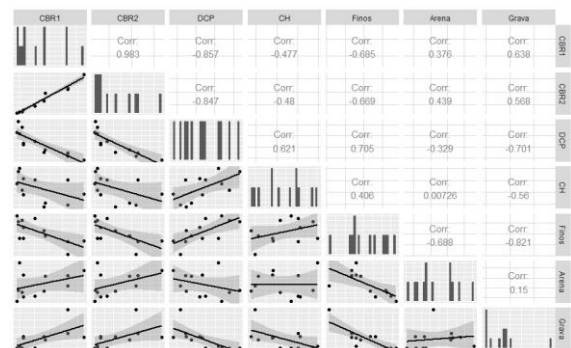 CBR1 CBR2 DCP CH Finos Arena Grava
Corr: Corr: Corr: Corr: Corr: Corr:
0.983 -0.857 -0.477 -0.685 0.376 0.638
CBR1
Corr: Corr: Corr: Corr: Corr:
-0.847 -0.48 -0.669 0.439 0.568
CBR2
Corr: Corr: Corr: Corr:
0.621 0.705 -0.329 -0.701
DCP
Corr: Corr: Corr:
0.406 0.00726 -0.56
CH
Corr: Corr:
-0.688 -0.821
Finos
Corr:
0.15
Arena
Grava